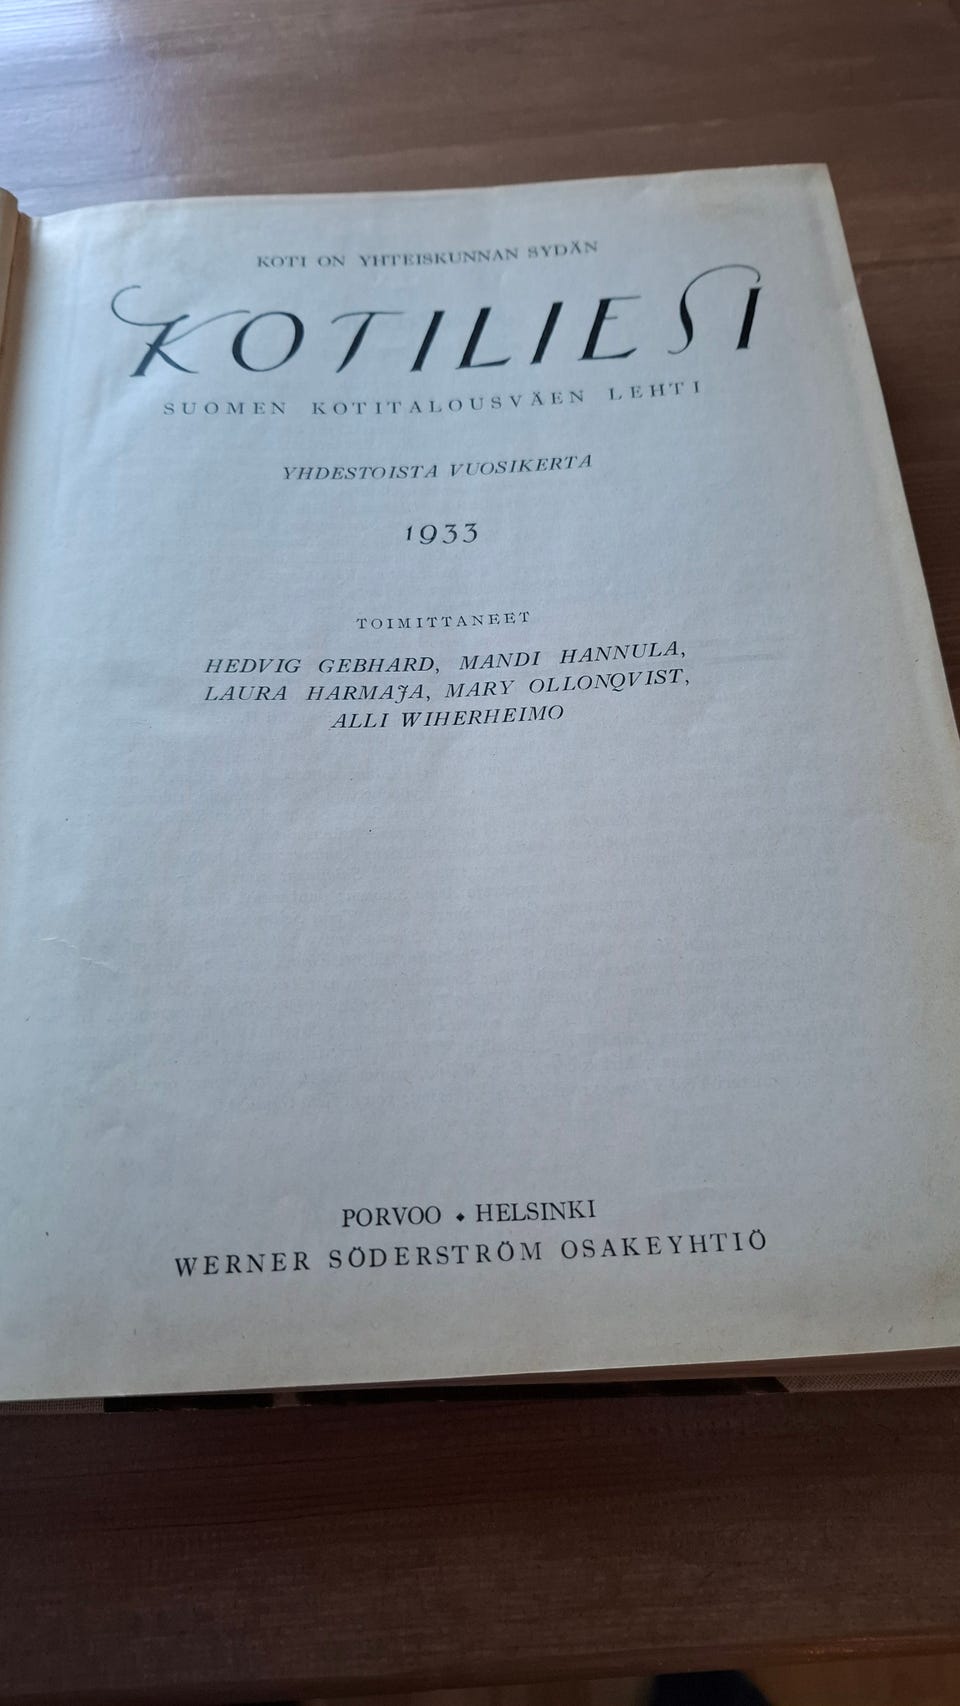 KOTI ON YHTEISKUNNAN SYDÄN
KOTILIESI
SUOMEN KOTITALOUSVÄEN LEHTI
YHDESTOISTA VUOSIKERTA
1933
TOIMITTANEET
HEDVIG GEBHARD, MANDI HANNULA,
LAURA HARMAJA, MARY OLLONQVIST,
ALLI WIHERHEIMO
PORVOO ⬥ HELSINKI
WERNER SÖDERSTRÖM OSAKEYHTIÖ